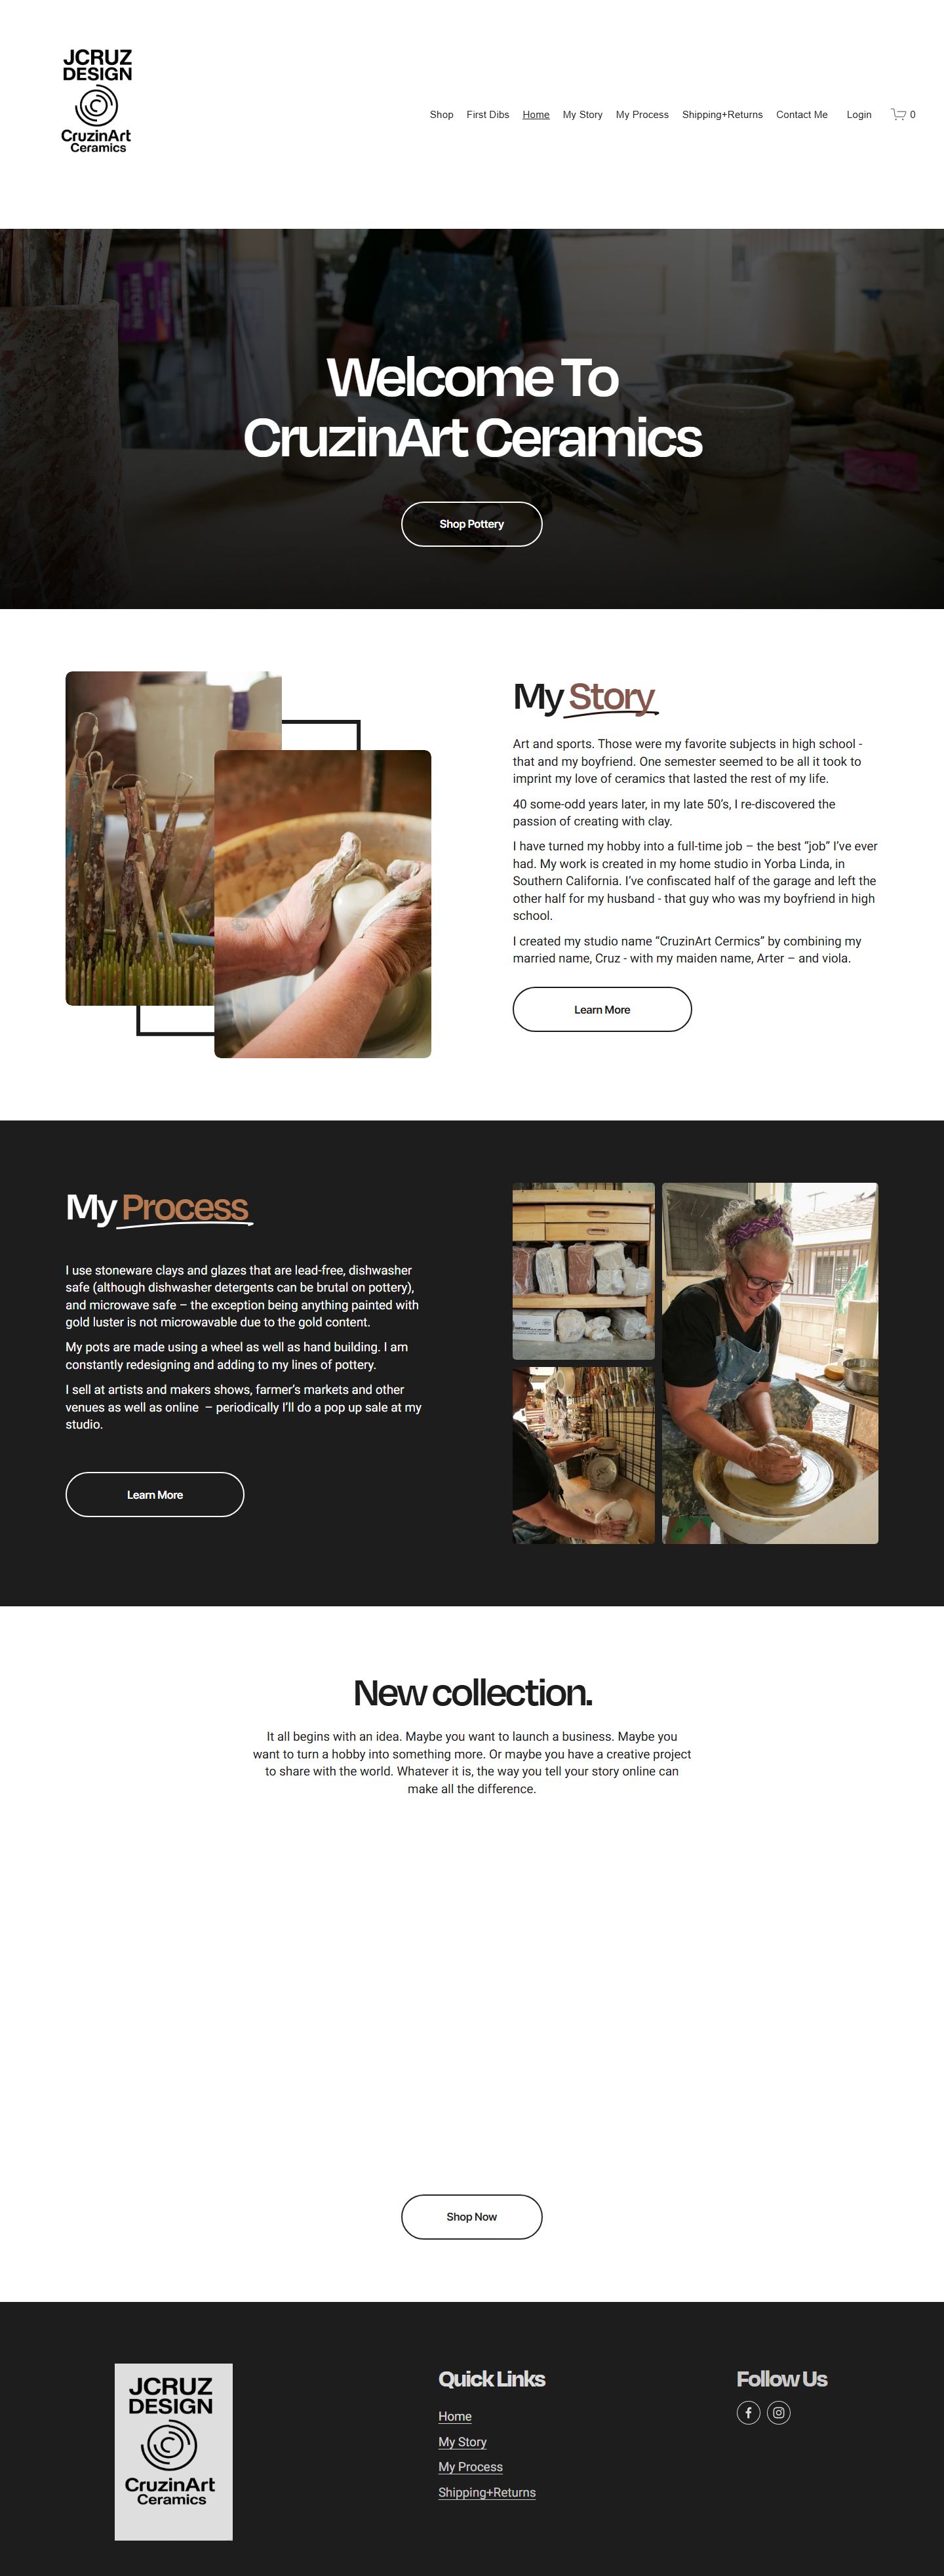 JCRUZ
DESIGN
CruzinArt
Ceramics
Shop First Dibs Home My Story My Process Shipping+Returns Contact Me Login 0
Welcome To
CruzinArt Ceramics
Shop Pottery
My Story
Art and sports. Those were my favorite subjects in high school -
that and my boyfriend. One semester seemed to be all it took to
imprint my love of ceramics that lasted the rest of my life.
40 some-odd years later, in my late 50’s, I re-discovered the
passion of creating with clay.
I have turned my hobby into a full-time job – the best “job” I’ve ever
had. My work is created in my home studio in Yorba Linda, in
Southern California. I’ve confiscated half of the garage and left the
other half for my husband - that guy who was my boyfriend in high
school.
I created my studio name “CruzinArt Cermics” by combining my
married name, Cruz - with my maiden name, Arter – and viola.
Learn More
My Process
I use stoneware clays and glazes that are lead-free, dishwasher
safe (although dishwasher detergents can be brutal on pottery),
and microwave safe – the exception being anything painted with
gold luster is not microwavable due to the gold content.
My pots are made using a wheel as well as hand building. I am
constantly redesigning and adding to my lines of pottery.
I sell at artists and makers shows, farmer’s markets and other
venues as well as online – periodically I’ll do a pop up sale at my
studio.
Learn More
New collection.
It all begins with an idea. Maybe you want to launch a business. Maybe you
want to turn a hobby into something more. Or maybe you have a creative project
to share with the world. Whatever it is, the way you tell your story online can
make all the difference.
Shop Now
JCRUZ
DESIGN
CruzinArt
Ceramics
Quick Links
Home
My Story
My Process
Shipping+Returns
Follow Us